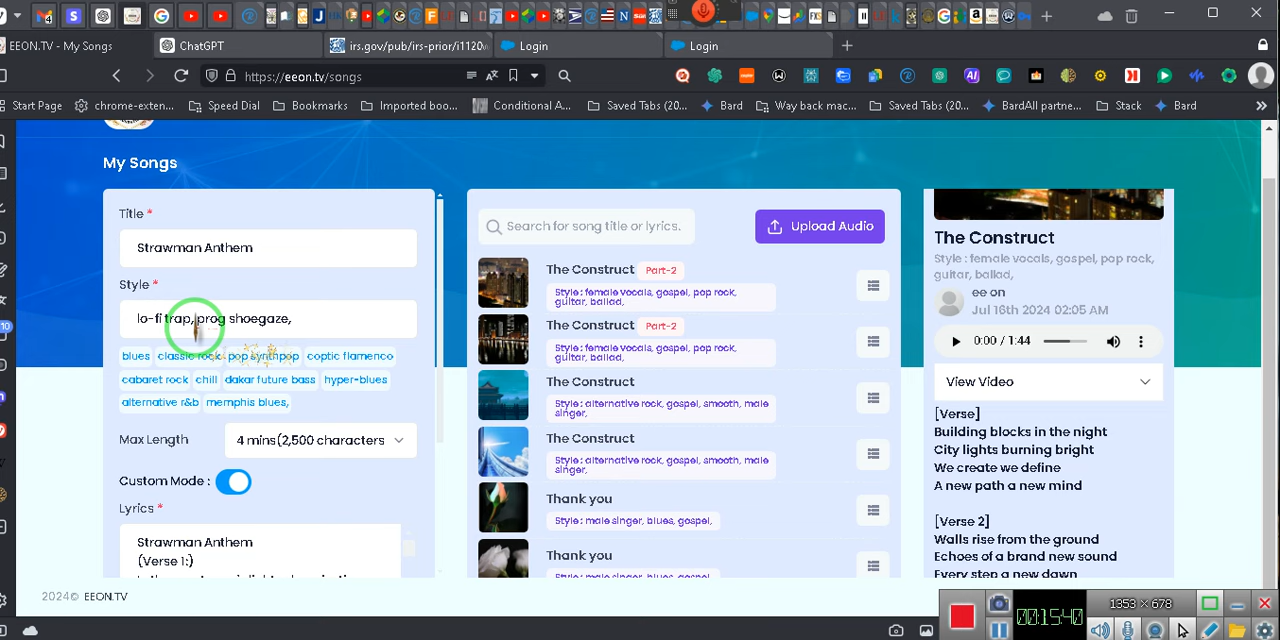 EEON.TV - My Songs
ChatGPT
irs.gov/pub/irs-prior/i1120
Login
Login
https://eeon.tv/songs
Start Page
chrome-exten...
Speed Dial
Bookmarks
Imported boo...
Conditional A...
Saved Tabs (20...
Bard
Way back mac...
Saved Tabs (20...
BardAll partne...
Stack
Bard
My Songs
Title *
Strawman Anthem
Style *
lo-fi trap, prog shoegaze,
blues classic rock pop synthpop coptic flamenco
cabaret rock chill dakar future bass hyper-blues
alternative r&b memphis blues,
Max Length
4 mins(2,500 characters
Custom Mode :
Lyrics *
Strawman Anthem
(Verse 1:)
Search for song title or lyrics.
Upload Audio
The Construct Part-2
Style : female vocals, gospel, pop rock,
guitar, ballad,
The Construct Part-2
Style : female vocals, gospel, pop rock,
guitar, ballad,
The Construct
Style : alternative rock, gospel, smooth, male
singer,
The Construct
Style : alternative rock, gospel, smooth, male
singer,
Thank you
Style : male singer, blues, gospel,
Thank you
Style : male singer, blues, gospel,
The Construct
Style : female vocals, gospel, pop rock,
guitar, ballad,
ee on
Jul 16th 2024 02:05 AM
0:00 / 1:44
View Video
[Verse]
Building blocks in the night
City lights burning bright
We create we define
A new path a new mind
[Verse 2]
Walls rise from the ground
Echoes of a brand new sound
Every step a new dawn
2024© EEON.TV
00:15:40
1353 × 678